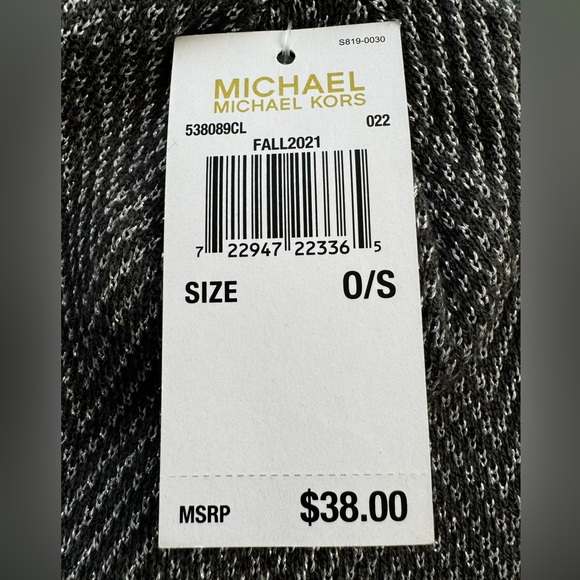 S819-0030
MICHAEL
MICHAEL KORS
538089CL 022
FALL2021
7 22947 22336 5
SIZE O/S
MSRP $38.00